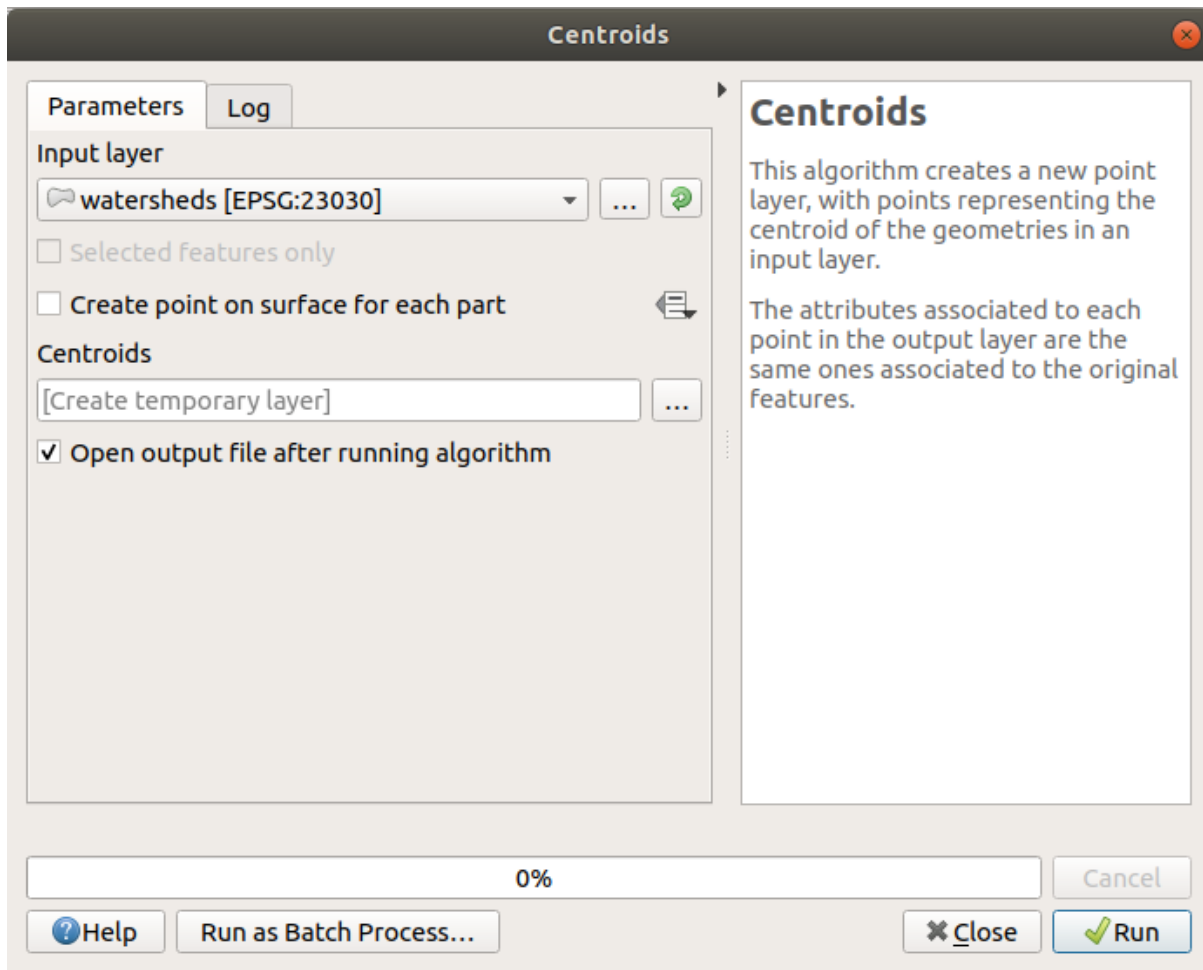 Centroids
Parameters
Log
Input layer
watersheds [EPSG:23030]
...
Selected features only
Create point on surface for each part
Centroids
[Create temporary layer]
...
Open output file after running algorithm
Centroids
This algorithm creates a new point
layer, with points representing the
centroid of the geometries in an
input layer.
The attributes associated to each
point in the output layer are the
same ones associated to the original
features.
0%
Cancel
Help
Run as Batch Process...
Close
Run